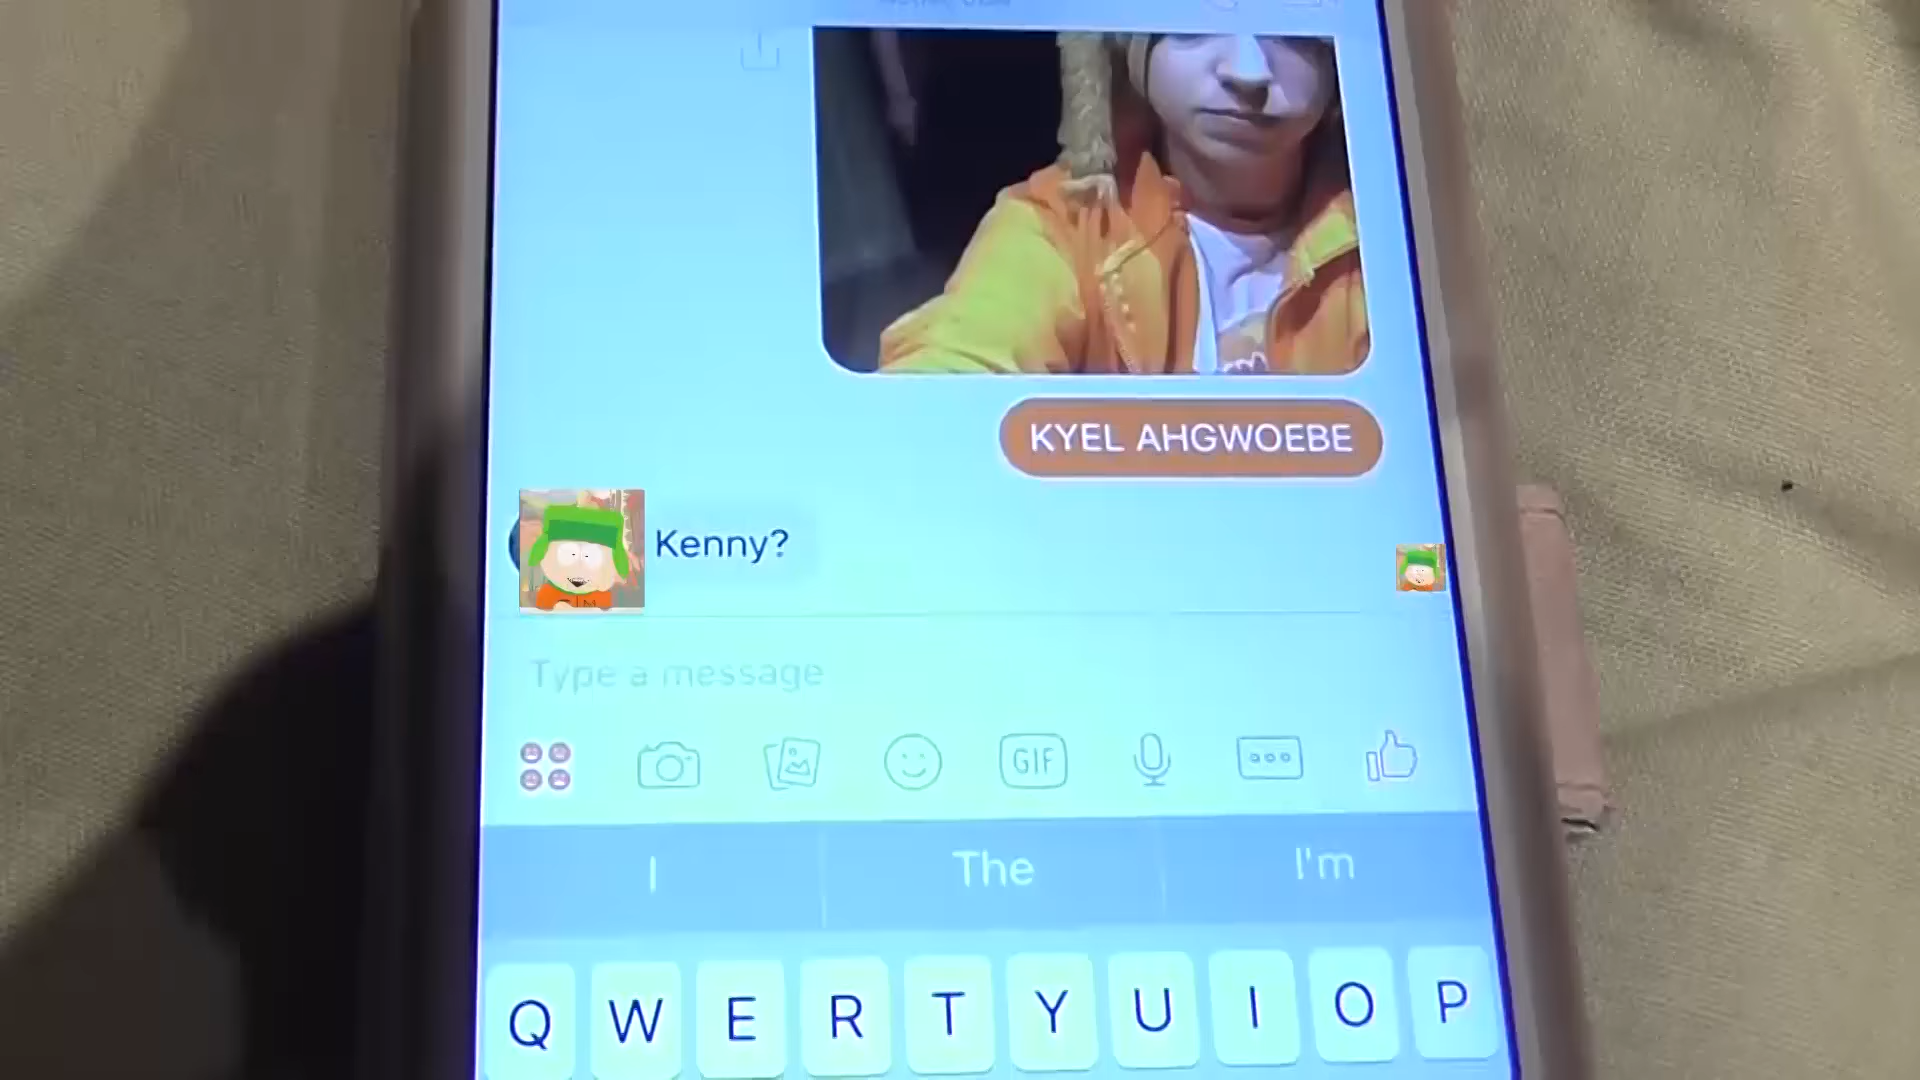 KYEL AHGWOEBE
Kenny?
Type a message
GIF
I The I'm
Q W E R T Y U I O P